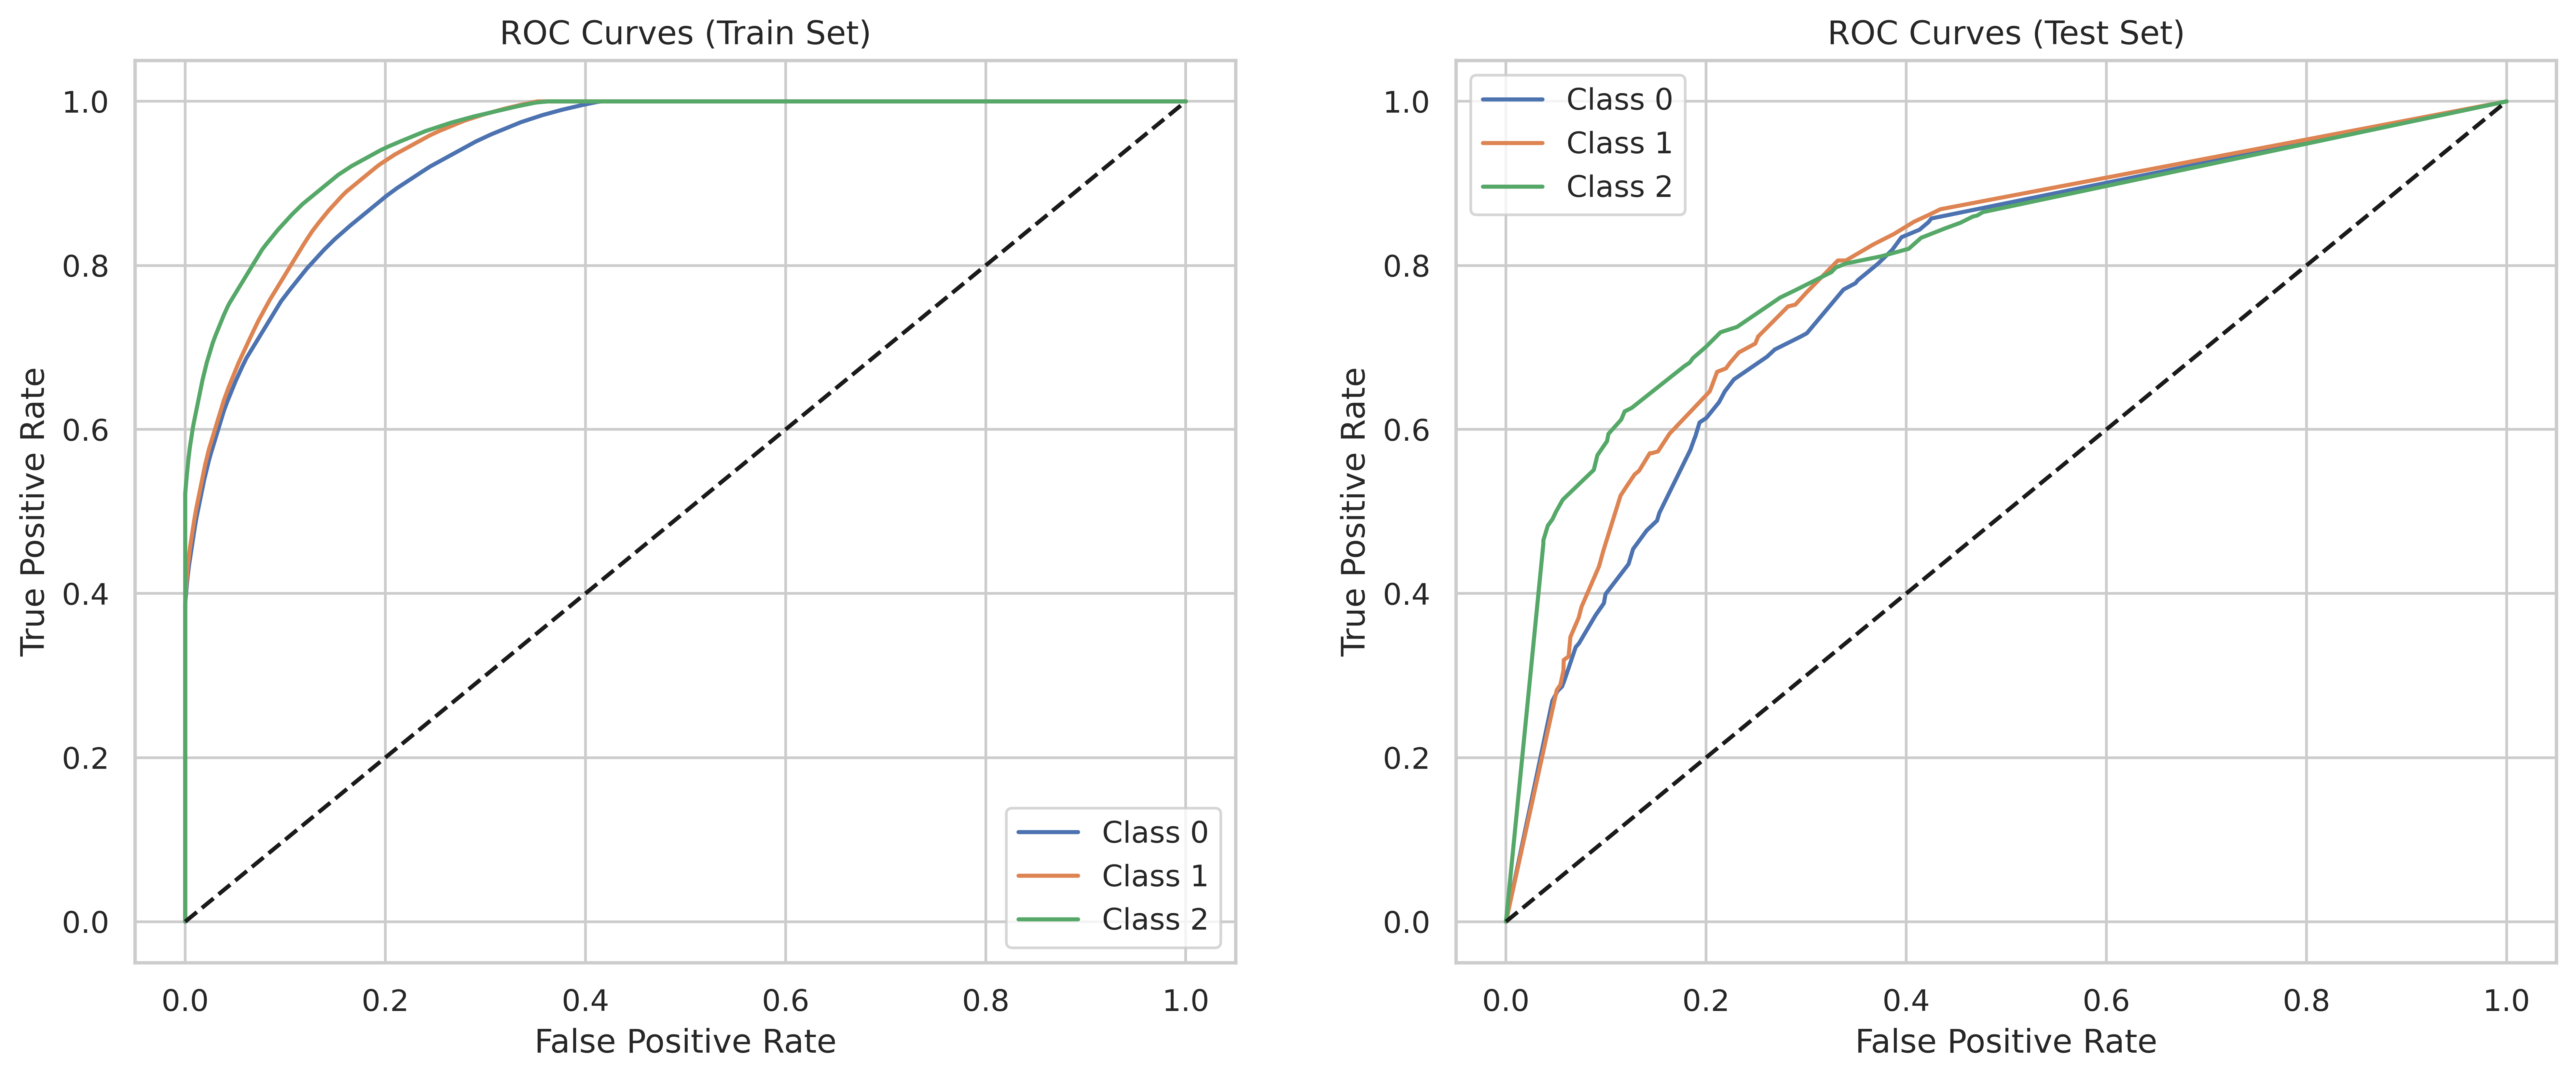 ROC Curves (Train Set)
True Positive Rate
1.0
0.8
0.6
0.4
0.2
0.0
0.0 0.2 0.4 0.6 0.8 1.0
False Positive Rate
Class 0
Class 1
Class 2
ROC Curves (Test Set)
True Positive Rate
1.0
0.8
0.6
0.4
0.2
0.0
0.0 0.2 0.4 0.6 0.8 1.0
False Positive Rate
Class 0
Class 1
Class 2